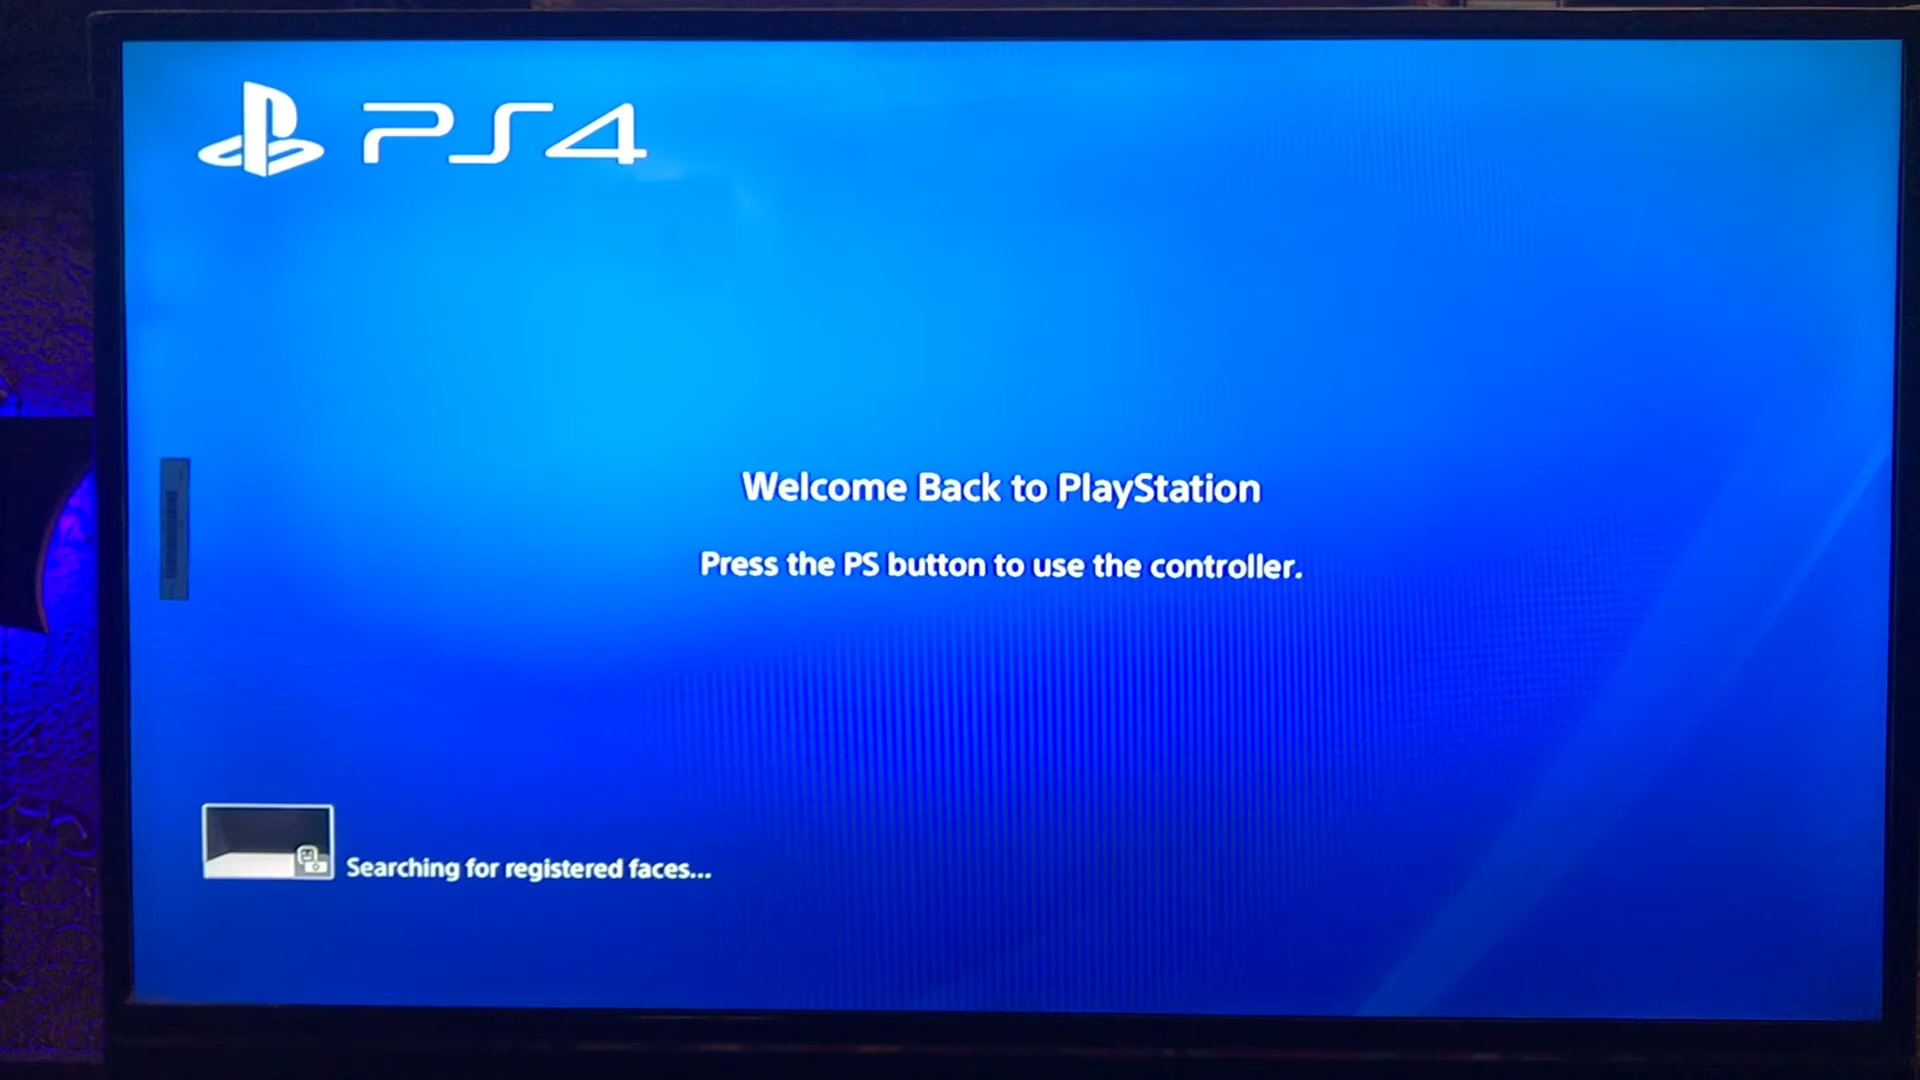 PS4
Welcome Back to PlayStation
Press the PS button to use the controller.
Searching for registered faces...